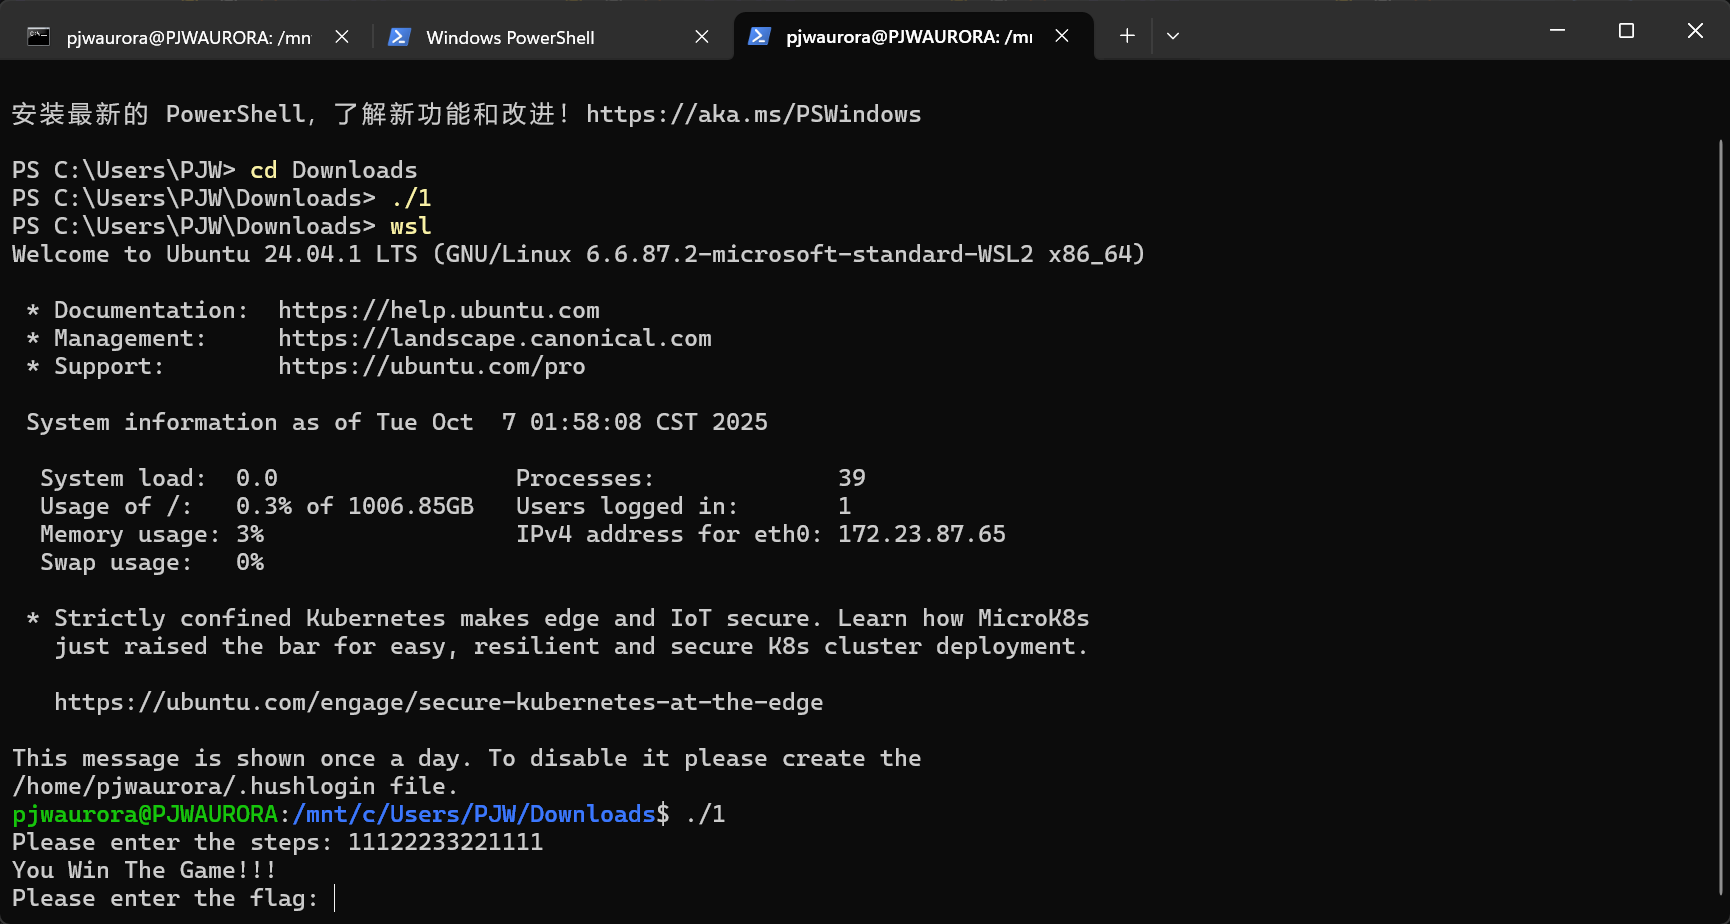 pjwaurora@PJWAURORA: /mn
Windows PowerShell
pjwaurora@PJWAURORA: /mn
安装最新的 PowerShell，了解新功能和改进！https://aka.ms/PSWindows
PS C:\Users\PJW> cd Downloads
PS C:\Users\PJW\Downloads> ./1
PS C:\Users\PJW\Downloads> wsl
Welcome to Ubuntu 24.04.1 LTS (GNU/Linux 6.6.87.2-microsoft-standard-WSL2 x86_64)
* Documentation:  https://help.ubuntu.com
* Management:     https://landscape.canonical.com
* Support:        https://ubuntu.com/pro
System information as of Tue Oct  7 01:58:08 CST 2025
System load:  0.0                 Processes:             39
Usage of /:   0.3% of 1006.85GB   Users logged in:       1
Memory usage: 3%                  IPv4 address for eth0: 172.23.87.65
Swap usage:   0%
* Strictly confined Kubernetes makes edge and IoT secure. Learn how MicroK8s
just raised the bar for easy, resilient and secure K8s cluster deployment.
https://ubuntu.com/engage/secure-kubernetes-at-the-edge
This message is shown once a day. To disable it please create the
/home/pjwaurora/.hushlogin file.
pjwaurora@PJWAURORA:/mnt/c/Users/PJW/Downloads$ ./1
Please enter the steps: 11122233221111
You Win The Game!!!
Please enter the flag: